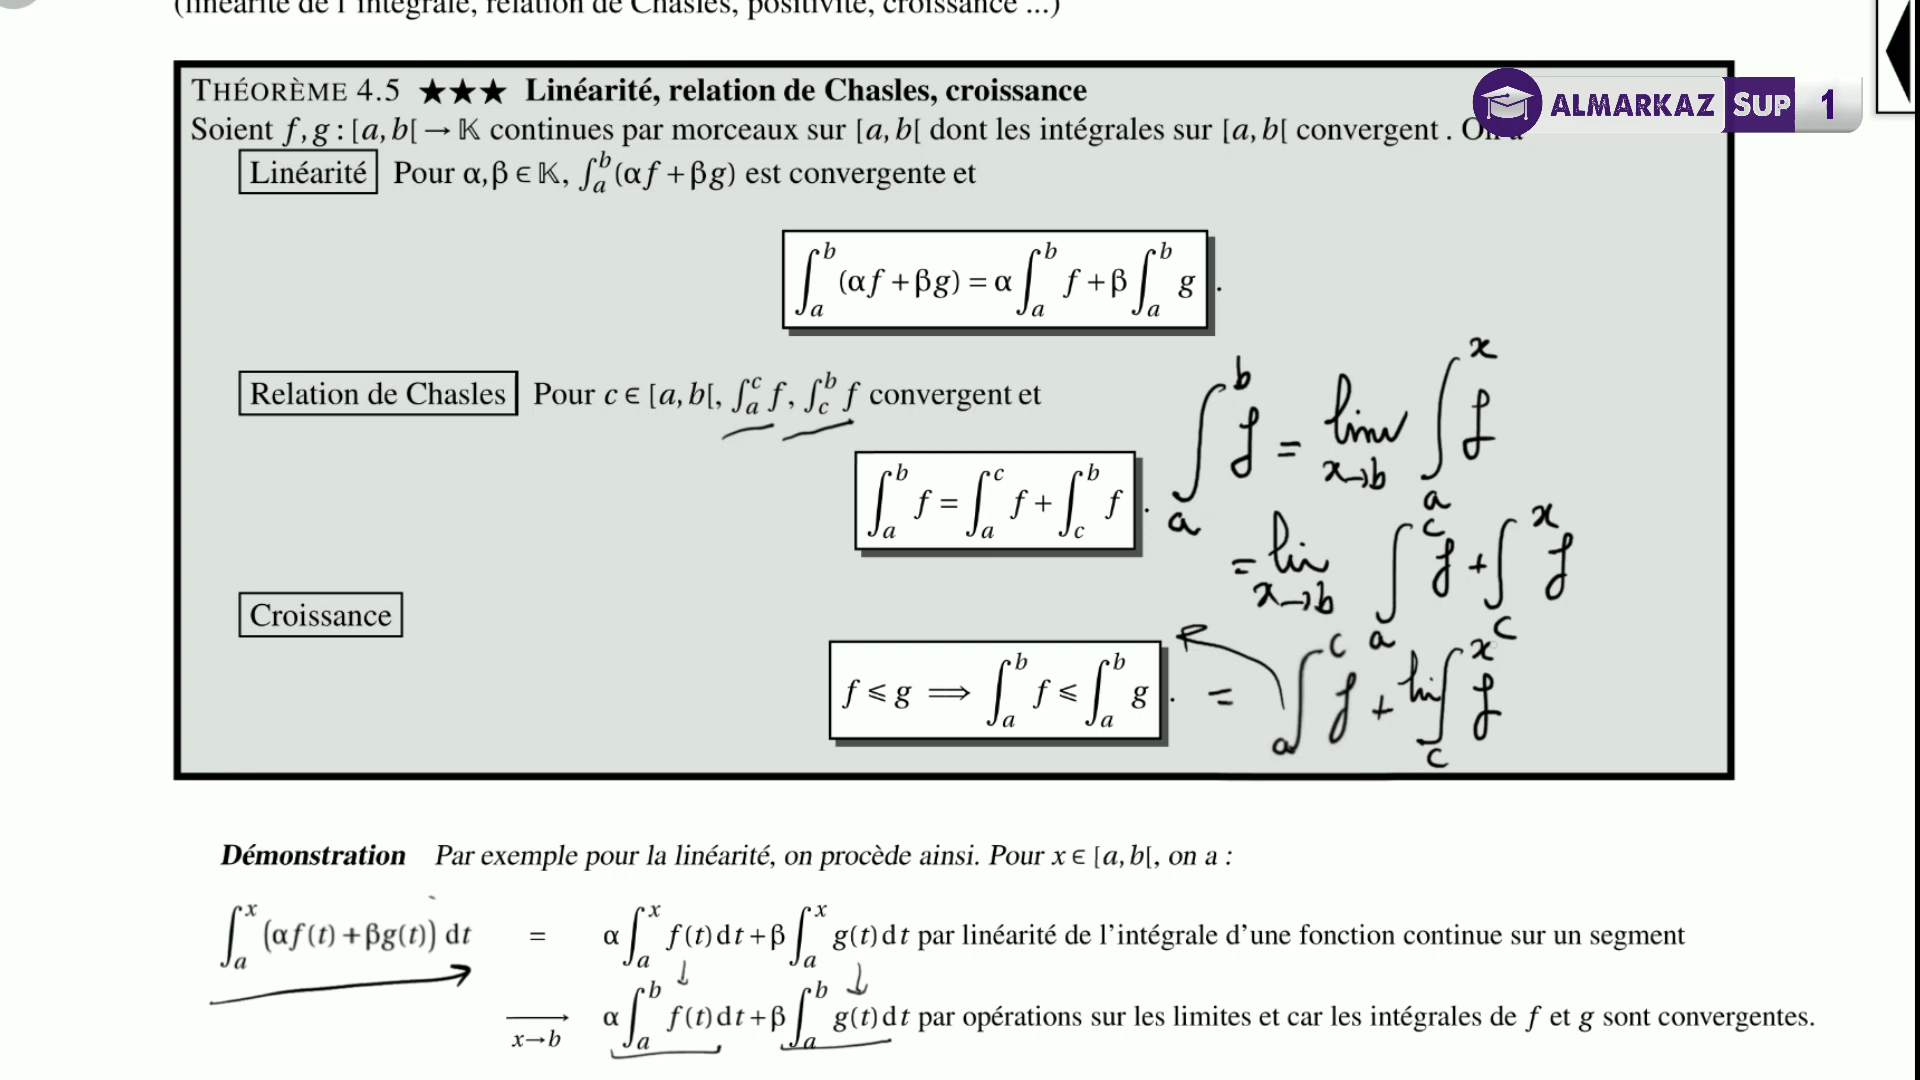 (linéarité de l'intégrale, relation de Chasles, positivité, croissance ...)
THÉORÈME 4.5 ★★★ Linéarité, relation de Chasles, croissance
ALMARKAZ SUP 1
Soient f, g : [a, b[ → 𝕂 continues par morceaux sur [a, b[ dont les intégrales sur [a, b[ convergent . On a
Linéarité Pour α, β ∈ 𝕂, ∫_a^b (αf + βg) est convergente et
∫_a^b (αf + βg) = α ∫_a^b f + β ∫_a^b g .
Relation de Chasles Pour c ∈ [a, b[, ∫_a^c f, ∫_c^b f convergent et
∫_a^b f = ∫_a^c f + ∫_c^b f .
∫_a^b f = lim x→b ∫_a^x f
= lim x→b ∫_a^c f + ∫_c^x f
Croissance
f ⩽ g ⟹ ∫_a^b f ⩽ ∫_a^b g .
= ∫_a^c f + lim ∫_c^x f
Démonstration Par exemple pour la linéarité, on procède ainsi. Pour x ∈ [a, b[, on a :
∫_a^x (αf(t) + βg(t)) dt = α ∫_a^x f(t) dt + β ∫_a^x g(t) dt par linéarité de l'intégrale d'une fonction continue sur un segment
⟶ x→b α ∫_a^b f(t) dt + β ∫_a^b g(t) dt par opérations sur les limites et car les intégrales de f et g sont convergentes.